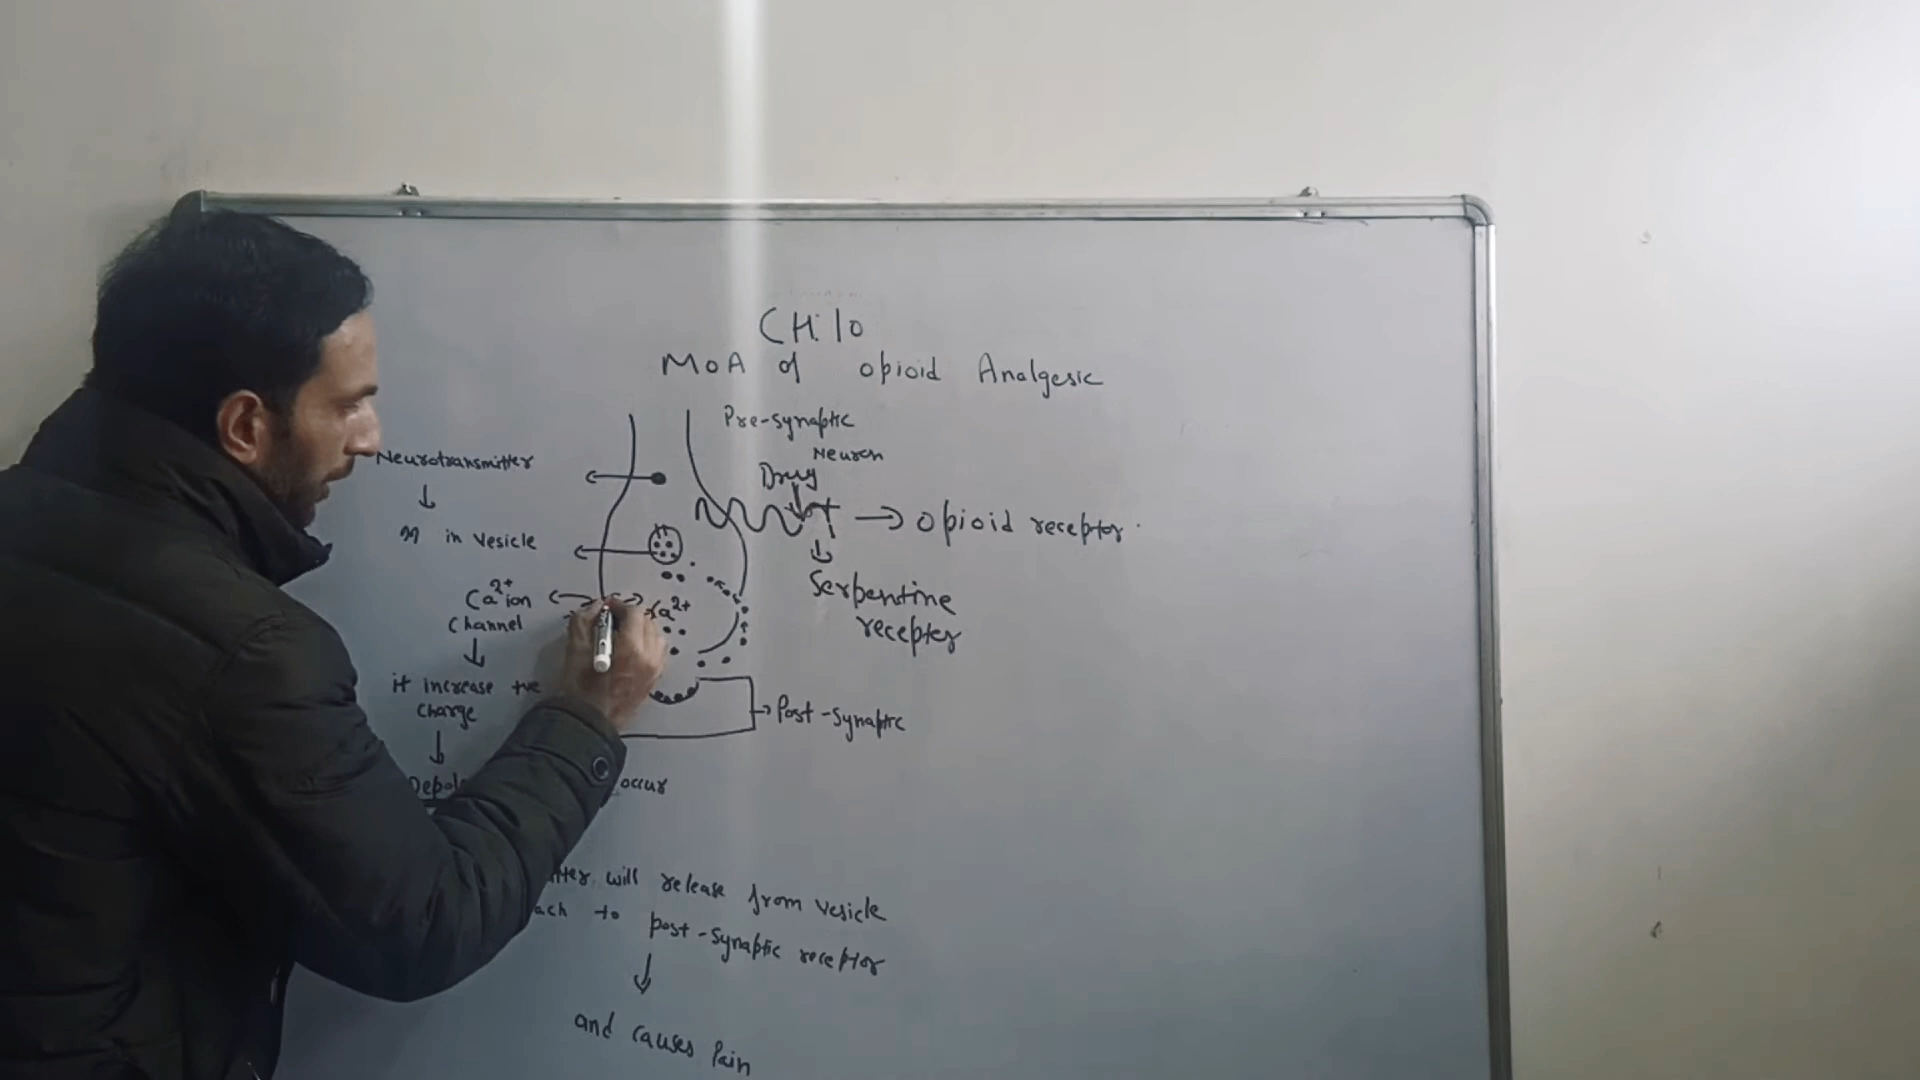 CH.10
MOA of opioid Analgesic
Pre-synaptic
Neuron
Drug
Neurotransmitter
in vesicle
opioid receptor.
Ca2+ ion
Channel
Ca2+
Serpentine
receptor
it increase +ve
charge
Post-synaptic
occur
will release from vesicle
to post-synaptic receptor
and causes Pain